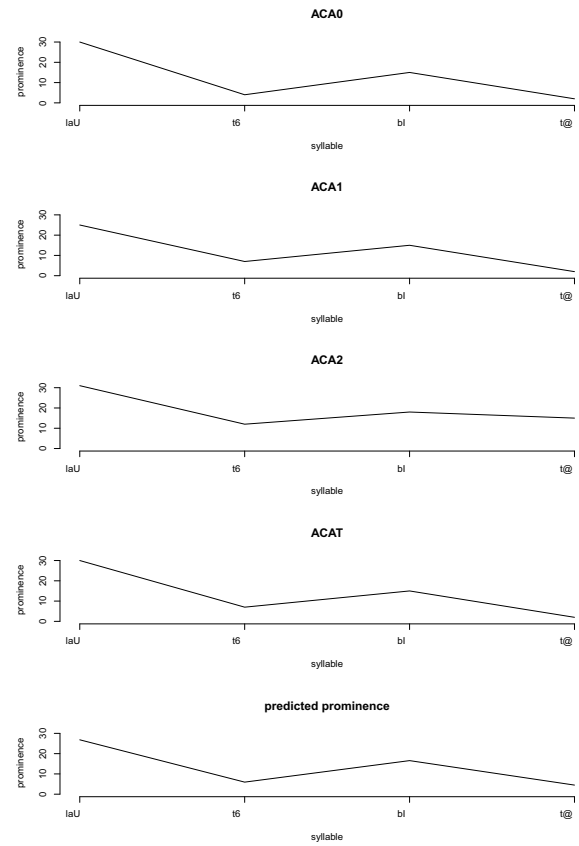 ACA0
prominence
0 10 20 30
laU t6 bI t@
syllable
ACA1
prominence
0 10 20 30
laU t6 bI t@
syllable
ACA2
prominence
0 10 20 30
laU t6 bI t@
syllable
ACAT
prominence
0 10 20 30
laU t6 bI t@
syllable
predicted prominence
prominence
0 10 20 30
laU t6 bI t@
syllable